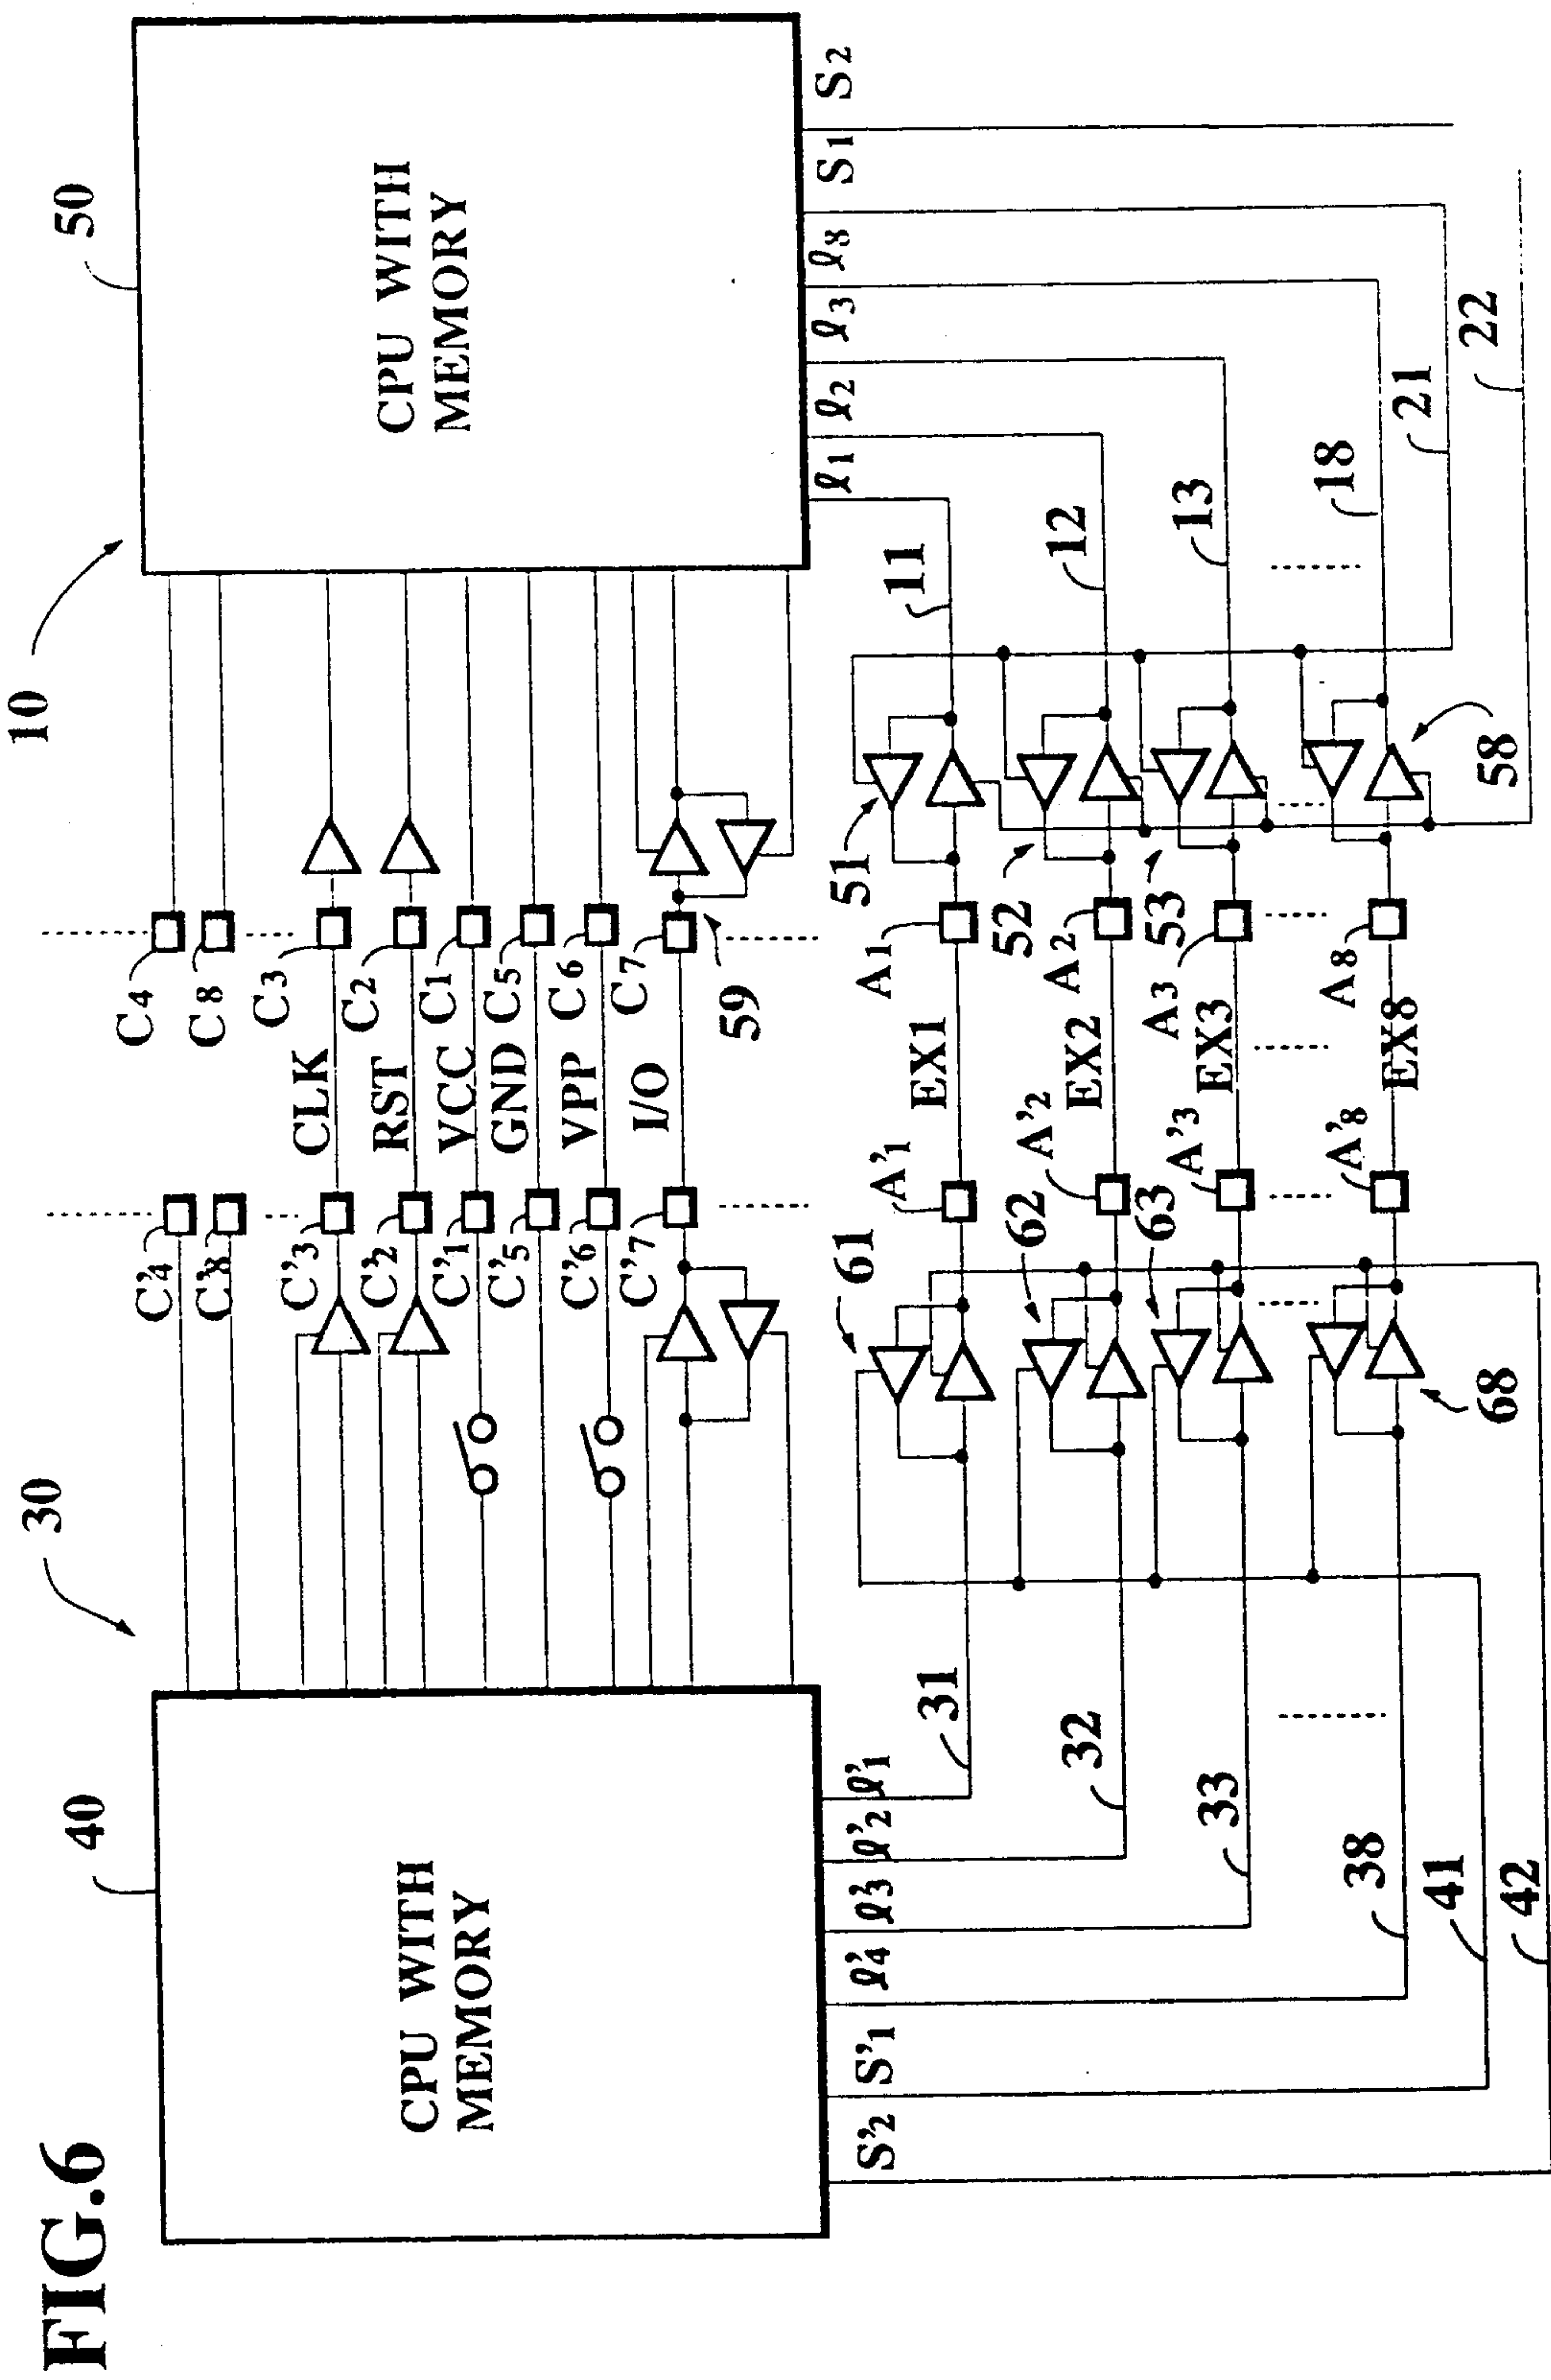 FIG.6
30
10
40
50
CPU WITH
MEMORY
CPU WITH
MEMORY
C'4
C4
C'8
C8
C'3
CLK
C3
C'2
RST
C2
C'1
VCC
C1
C'5
GND
C5
C'6
VPP
C6
C'7
I/O
C7
59
S'2
S'1
ℓ'4
ℓ'3
ℓ'2
ℓ'1
ℓ1
ℓ2
ℓ3
ℓ8
S1
S2
31
61
A'1
EX1
A1
51
11
32
62
A'2
EX2
A2
52
12
33
63
A'3
EX3
A3
53
13
38
68
A'8
EX8
A8
58
18
41
21
42
22